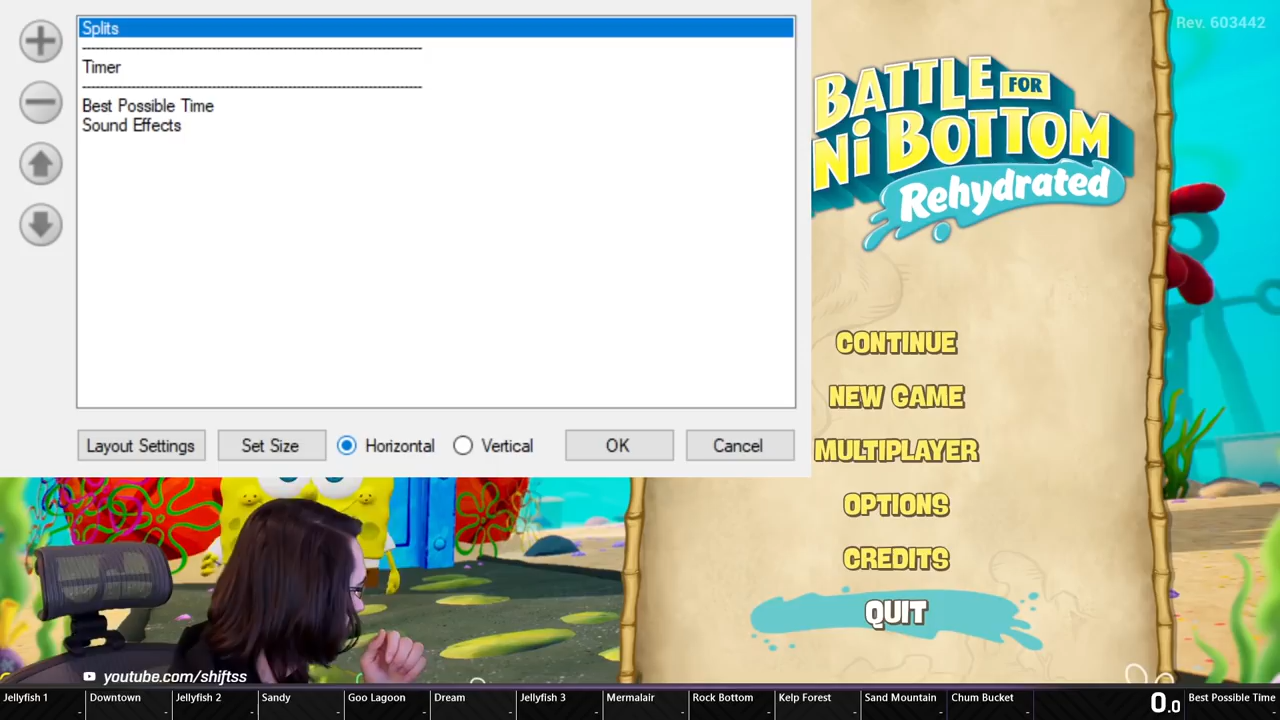 Splits
Rev. 603442
Timer
BATTLE FOR
Best Possible Time
Sound Effects
Ni BOTTOM
Rehydrated
CONTINUE
NEW GAME
MULTIPLAYER
Layout Settings
Set Size
Horizontal
Vertical
OK
Cancel
OPTIONS
CREDITS
QUIT
youtube.com/shiftss
Jellyfish 1 -
Downtown -
Jellyfish 2 -
Sandy -
Goo Lagoon -
Dream -
Jellyfish 3 -
Mermalair -
Rock Bottom -
Kelp Forest -
Sand Mountain -
Chum Bucket -
0.0
Best Possible Time -